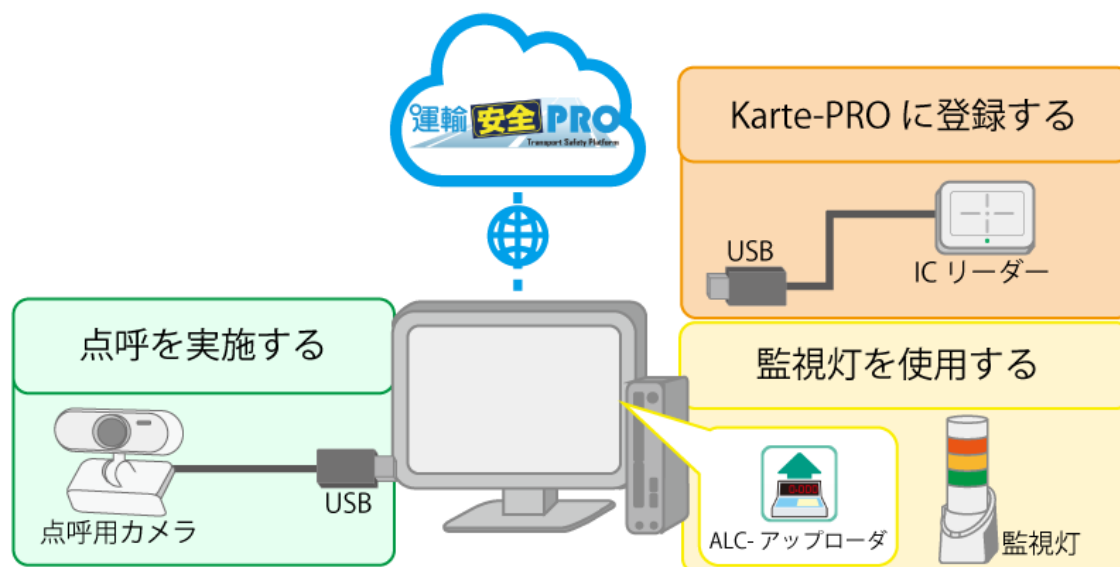 運輸安全PRO
Transport Safety Platform
Karte-PRO に登録する
USB
IC リーダー
点呼を実施する
USB
点呼用カメラ
監視灯を使用する
ALC-アップローダ
監視灯